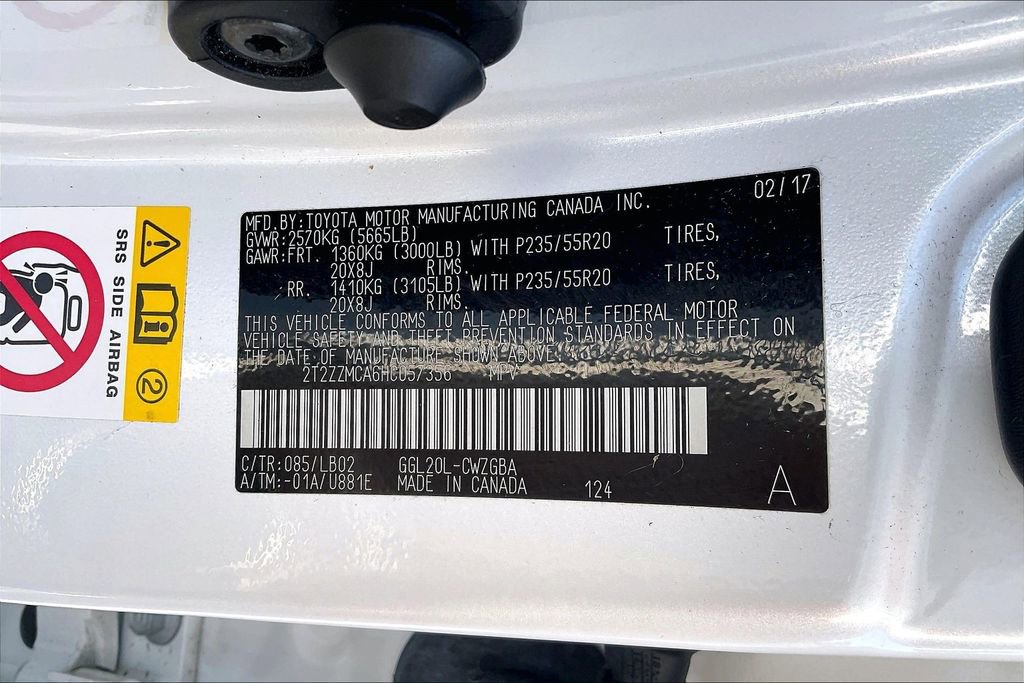 02/17
MFD.BY:TOYOTA MOTOR MANUFACTURING CANADA INC.
GVWR:2570KG (5665LB)
GAWR:FRT. 1360KG (3000LB) WITH P235/55R20 TIRES,
20X8J RIMS.
RR. 1410KG (3105LB) WITH P235/55R20 TIRES,
20X8J RIMS.
THIS VEHICLE CONFORMS TO ALL APPLICABLE FEDERAL MOTOR
VEHICLE SAFETY AND THEFT PREVENTION STANDARDS IN EFFECT ON
THE DATE OF MANUFACTURE SHOWN ABOVE.
2T2ZZMCA6HC057356 MPV
C/TR:085/LB02 GGL20L-CWZGBA
A/TM:-01A/U881E MADE IN CANADA 124 A
SRS SIDE AIRBAG
2